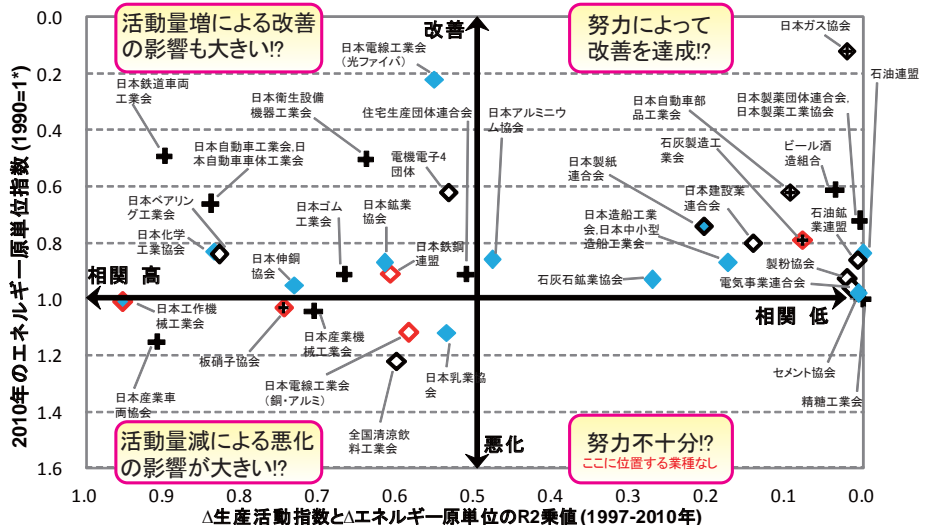 活動量増による改善
の影響も大きい!?
努力によって
改善を達成!?
改善
悪化
相関 高
相関 低
活動量減による悪化
の影響が大きい!?
努力不十分!?
ここに位置する業種なし
日本電線工業会
(光ファイバ)
日本ガス協会
石油連盟
日本鉄道車両
工業会
日本衛生設備
機器工業会
住宅生産団体連合会
日本アルミニウ
ム協会
日本自動車部
品工業会
日本製薬団体連合会,
日本製薬工業協会
日本自動車工業会,日
本自動車車体工業会
電機電子4
団体
石灰製造工
業会
ビール酒
造組合
日本製紙
連合会
日本ベアリン
グ工業会
日本化学
工業協会
日本ゴム
工業会
日本鉱業
協会
日本鉄鋼
連盟
日本造船工業
会,日本中小型
造船工業会
日本建設業
連合会
石油鉱
業連盟
日本伸銅
協会
石灰石鉱業協会
製粉協会
電気事業連合会
日本工作機
械工業会
板硝子協会
日本産業機
械工業会
日本電線工業会
(銅・アルミ)
日本乳業協
会
セメント協会
精糖工業会
日本産業車
両協会
全国清涼飲
料工業会
2010年のエネルギー原単位指数 (1990=1*)
0.0
0.2
0.4
0.6
0.8
1.0
1.2
1.4
1.6
1.0 0.9 0.8 0.7 0.6 0.5 0.4 0.3 0.2 0.1 0.0
Δ生産活動指数とΔエネルギー原単位のR2乗値 (1997-2010年)